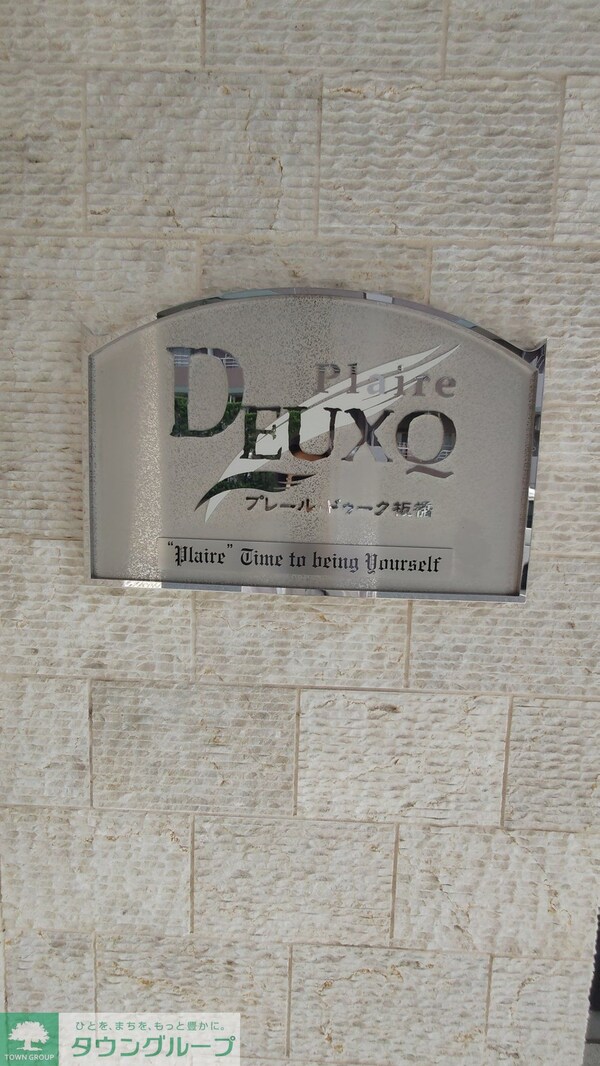 Plaire
DEUXQ
プレール ドゥーク板橋
"Plaire" Time to being Yourself
ひとを、まちを、もっと豊かに。
TOWN GROUP
タウングループ